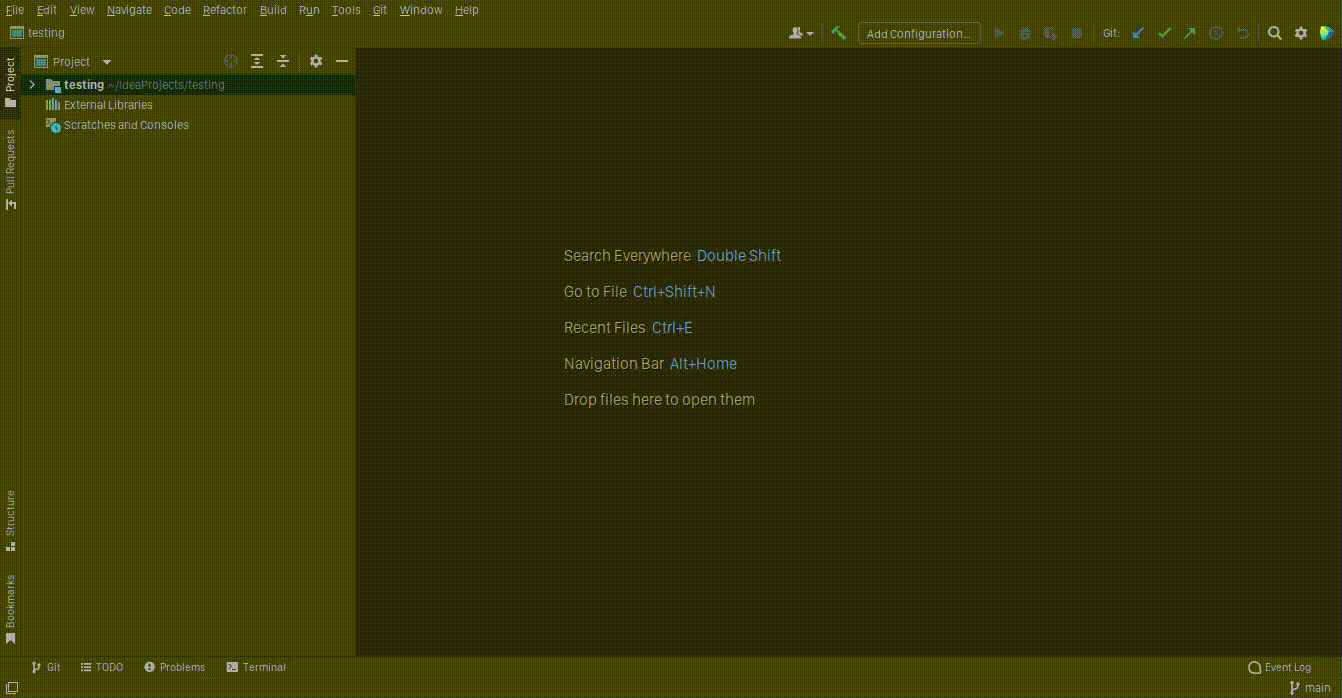 File Edit View Navigate Code Refactor Build Run Tools Git Window Help
testing
Add Configuration...
Git:
Project
testing ~/IdeaProjects/testing
External Libraries
Scratches and Consoles
Project
Pull Requests
Structure
Bookmarks
Search Everywhere Double Shift
Go to File Ctrl+Shift+N
Recent Files Ctrl+E
Navigation Bar Alt+Home
Drop files here to open them
Git TODO Problems Terminal
Event Log
main